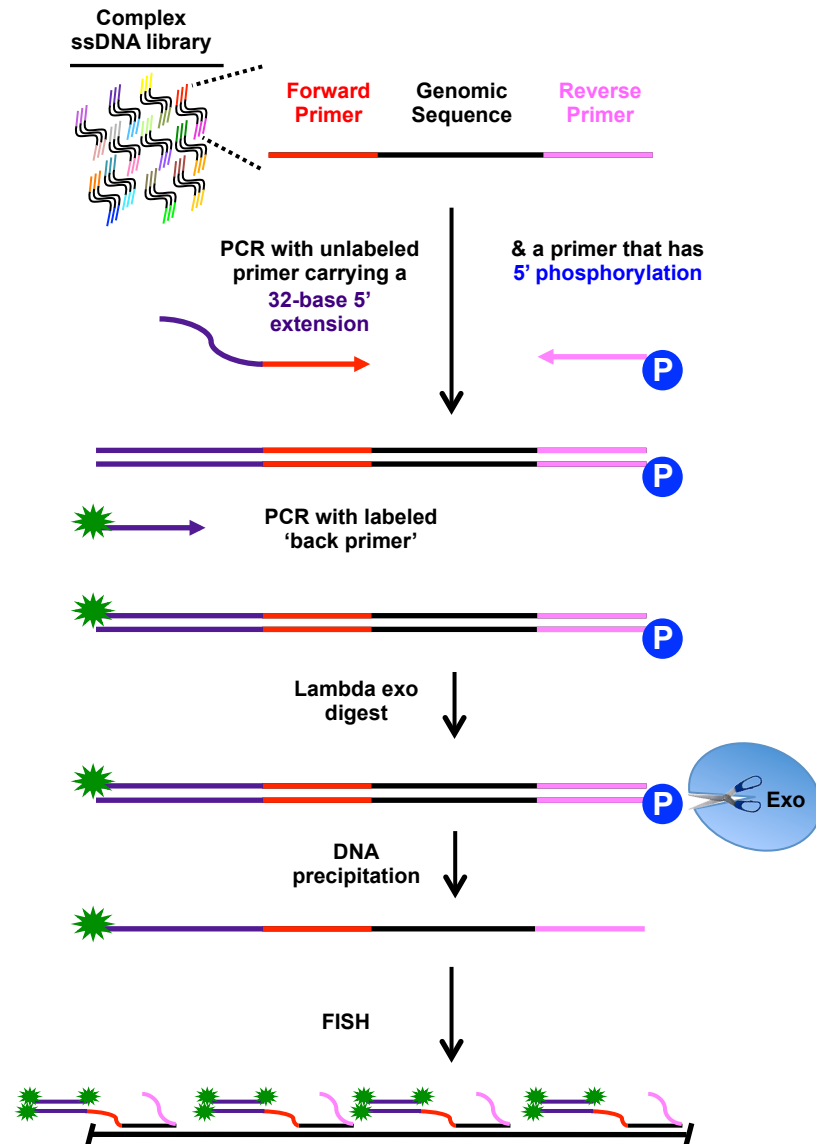 Complex
ssDNA library
Forward
Primer
Genomic
Sequence
Reverse
Primer
PCR with unlabeled
primer carrying a
32-base 5’
extension
& a primer that has
5’ phosphorylation
P
P
PCR with labeled
‘back primer’
P
Lambda exo
digest
P
Exo
DNA
precipitation
FISH